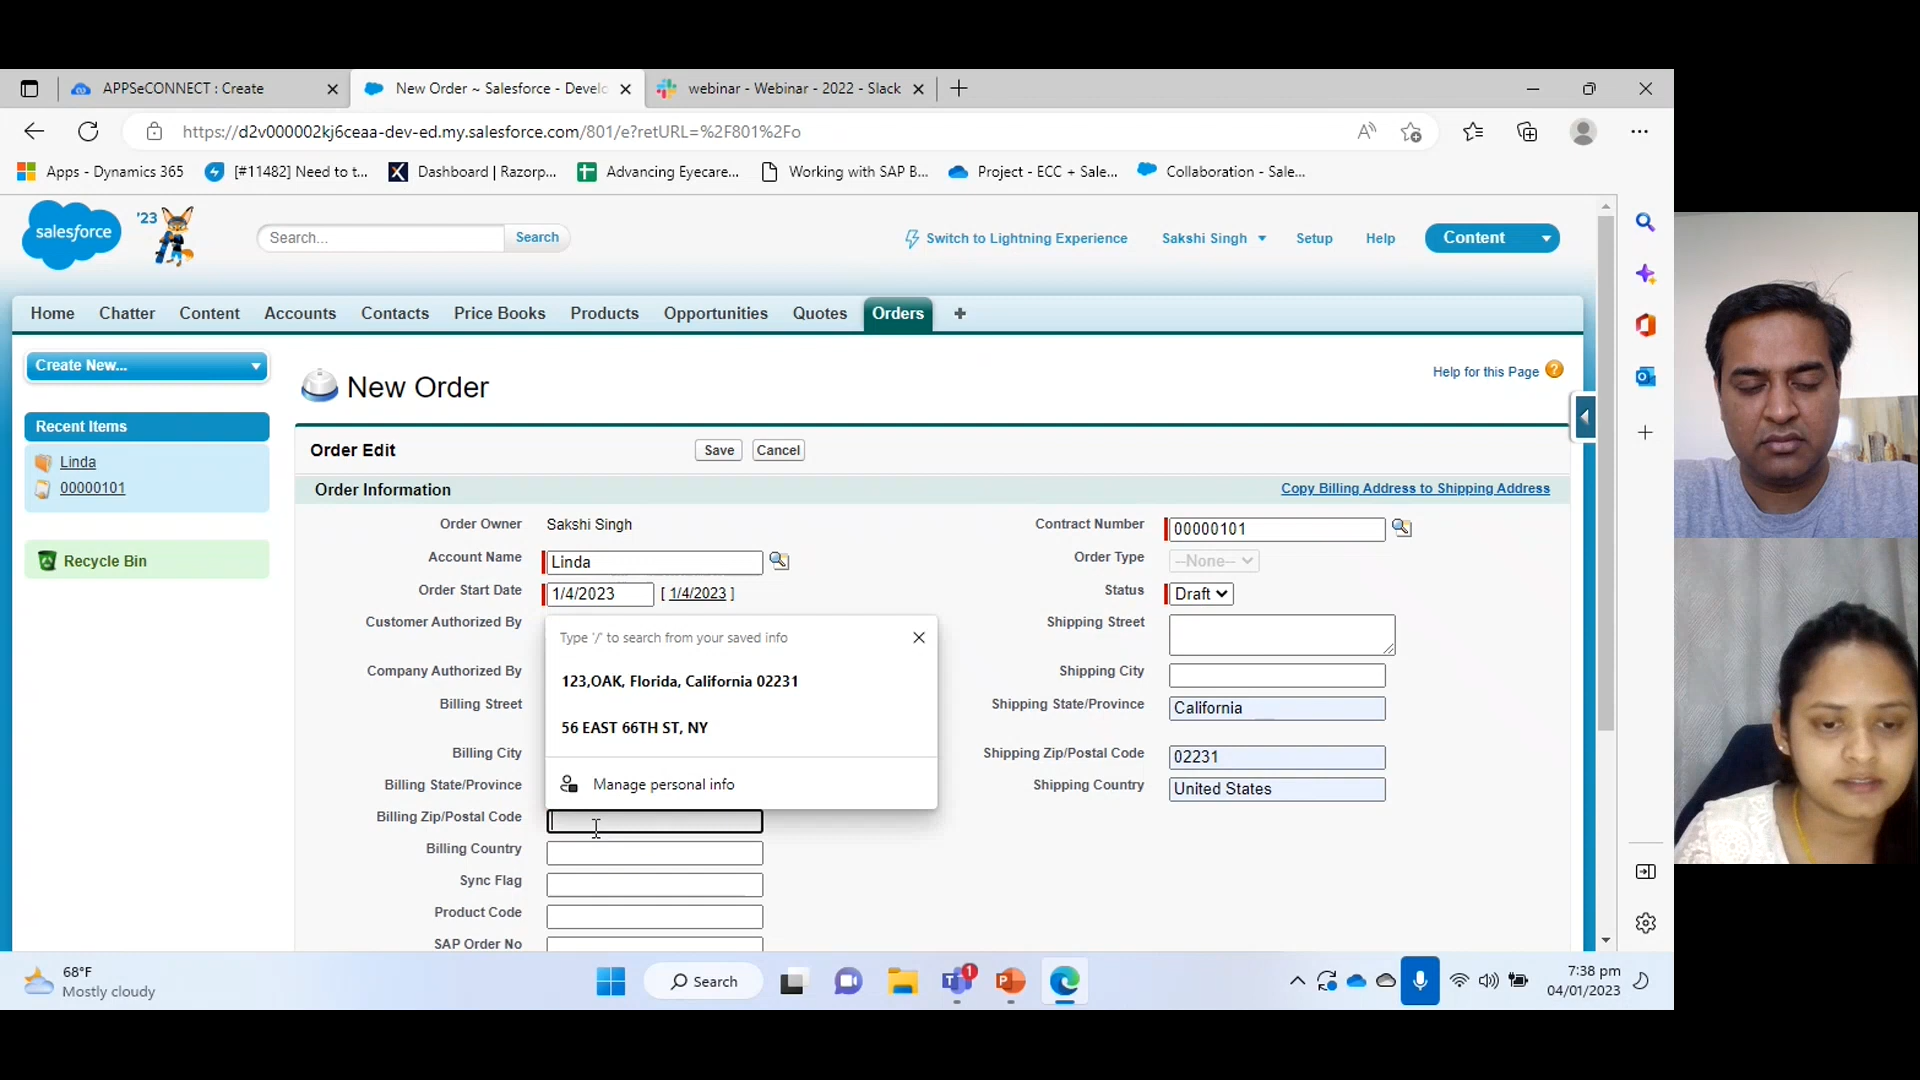 APPSeCONNECT : Create
New Order ~ Salesforce - Develo
webinar - Webinar - 2022 - Slack
https://d2v000002kj6ceaa-dev-ed.my.salesforce.com/801/e?retURL=%2F801%2Fo
Apps - Dynamics 365
[#11482] Need to t...
Dashboard | Razorp...
Advancing Eyecare...
Working with SAP B...
Project - ECC + Sale...
Collaboration - Sale...
salesforce
'23
Search...
Search
Switch to Lightning Experience
Sakshi Singh
Setup
Help
Content
Home
Chatter
Content
Accounts
Contacts
Price Books
Products
Opportunities
Quotes
Orders
+
Create New...
Recent Items
Linda
00000101
Recycle Bin
New Order
Help for this Page
Order Edit
Save
Cancel
Order Information
Copy Billing Address to Shipping Address
Order Owner
Sakshi Singh
Contract Number
00000101
Account Name
Linda
Order Type
--None--
Order Start Date
1/4/2023
[ 1/4/2023 ]
Status
Draft
Customer Authorized By
Type '/' to search from your saved info
Shipping Street
Company Authorized By
123,OAK, Florida, California 02231
Shipping City
Billing Street
56 EAST 66TH ST, NY
Shipping State/Province
California
Billing City
Shipping Zip/Postal Code
02231
Billing State/Province
Manage personal info
Shipping Country
United States
Billing Zip/Postal Code
Billing Country
Sync Flag
Product Code
SAP Order No
68°F
Mostly cloudy
Search
1
7:38 pm
04/01/2023